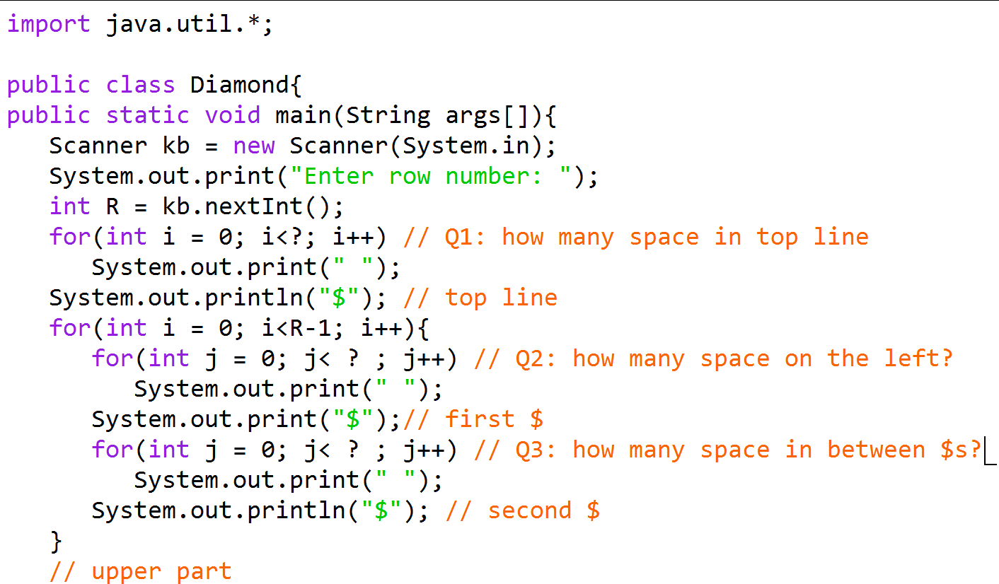 import java.util.*;
public class Diamond{
public static void main(String args[]){
Scanner kb = new Scanner(System.in);
System.out.print("Enter row number: ");
int R = kb.nextInt();
for(int i = 0; i<?; i++) // Q1: how many space in top line
System.out.print(" ");
System.out.println("$"); // top line
for(int i = 0; i<R-1; i++){
for(int j = 0; j< ? ; j++) // Q2: how many space on the left?
System.out.print(" ");
System.out.print("$");// first $
for(int j = 0; j< ? ; j++) // Q3: how many space in between $s?
System.out.print(" ");
System.out.println("$"); // second $
}
// upper part